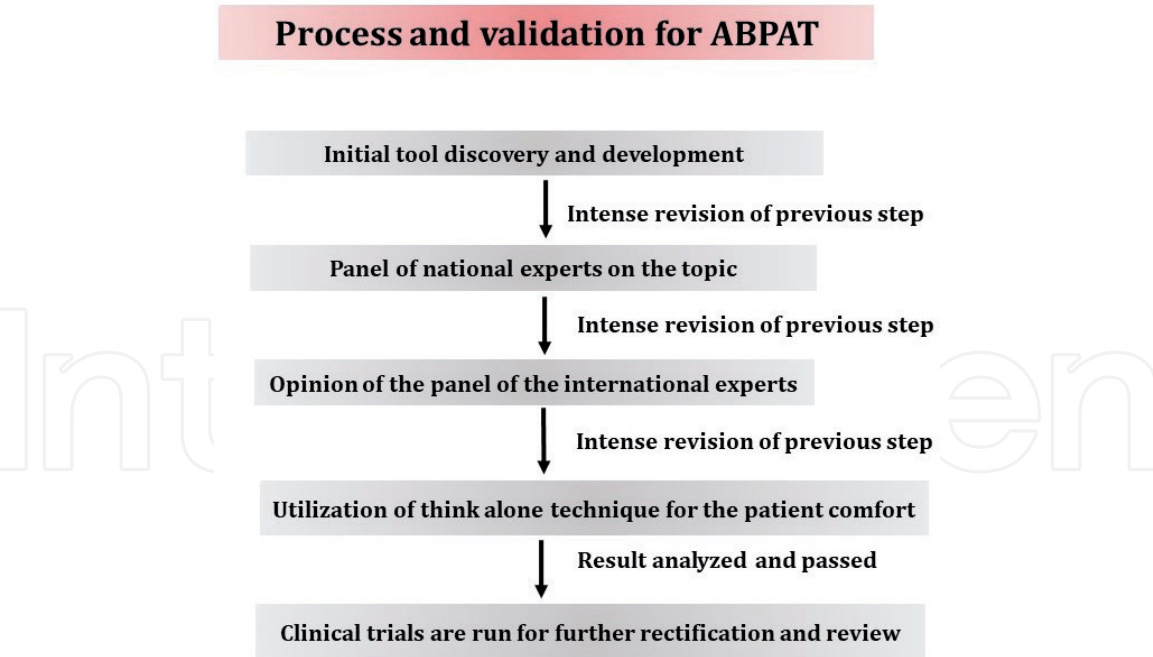 Process and validation for ABPAT
Initial tool discovery and development
Intense revision of previous step
Panel of national experts on the topic
Intense revision of previous step
Opinion of the panel of the international experts
Intense revision of previous step
Utilization of think alone technique for the patient comfort
Result analyzed and passed
Clinical trials are run for further rectification and review
Int
en